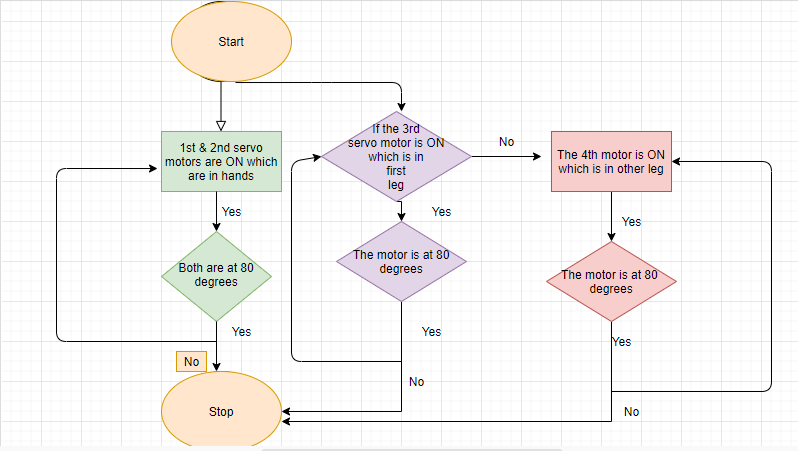 Start
1st & 2nd servo
motors are ON which
are in hands
If the 3rd
servo motor is ON
which is in
first
leg
No
The 4th motor is ON
which is in other leg
Yes
Yes
Yes
Both are at 80
degrees
The motor is at 80
degrees
The motor is at 80
degrees
Yes
Yes
Yes
No
No
No
Stop